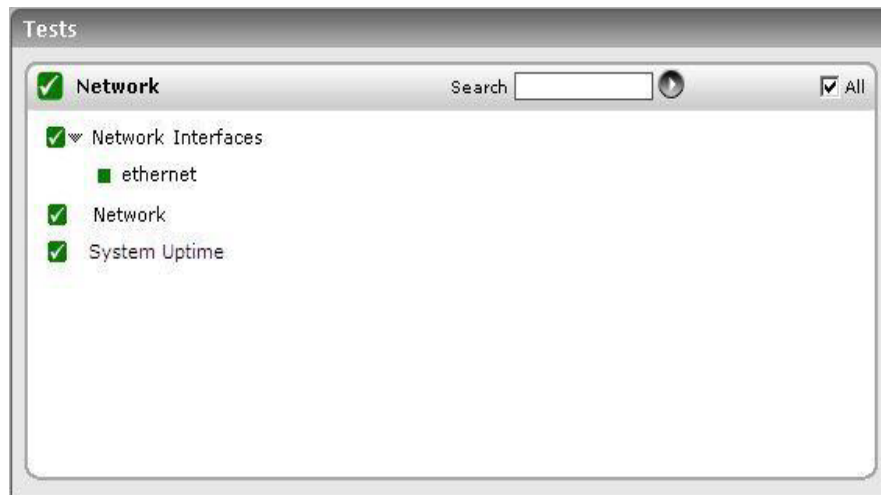 Tests
Network Search All
Network Interfaces
ethernet
Network
System Uptime